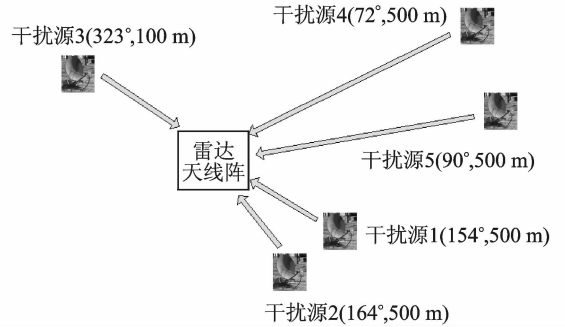 干扰源4(72°,500 m)
干扰源3(323°,100 m)
雷达
天线阵
干扰源5(90°,500 m)
干扰源1(154°,500 m)
干扰源2(164°,500 m)